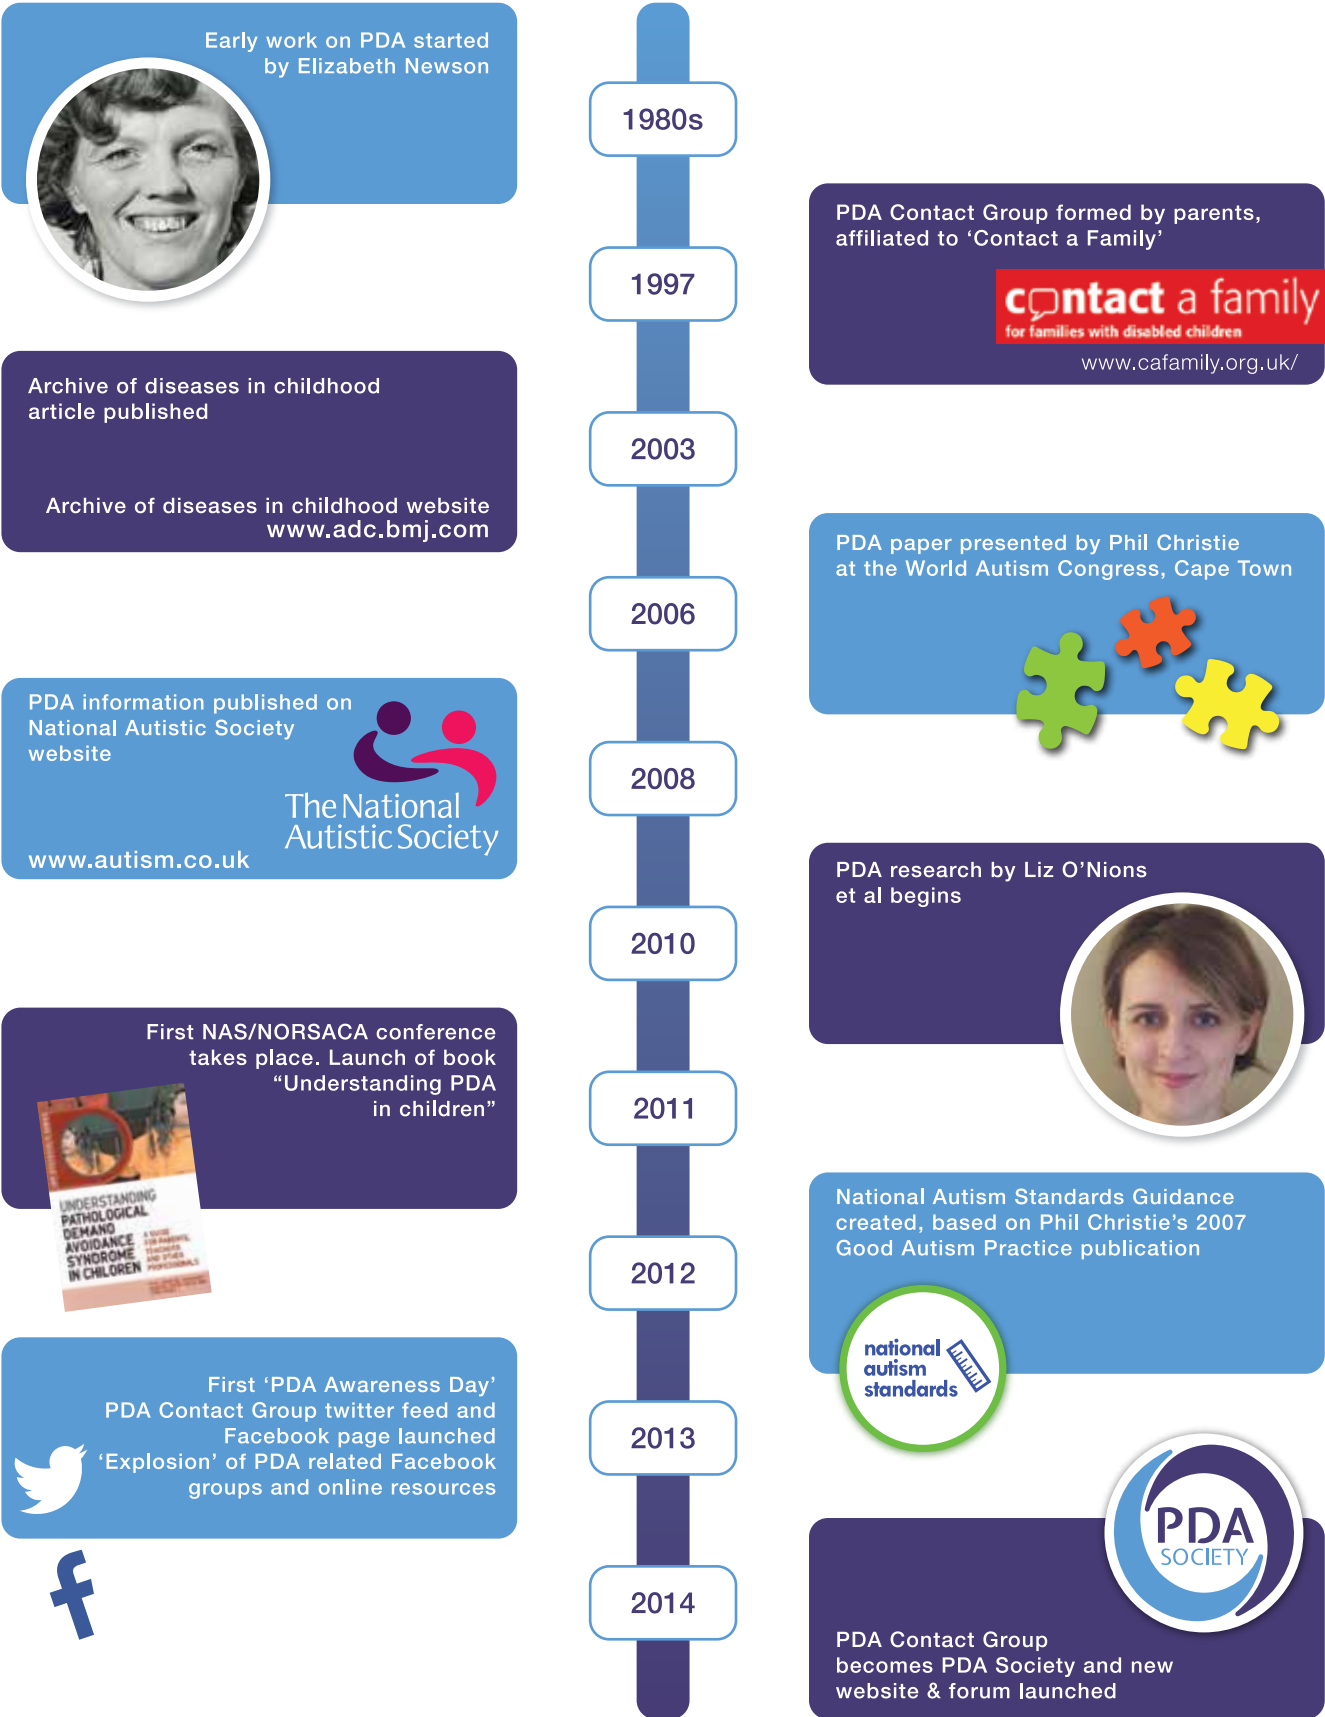 Early work on PDA started
by Elizabeth Newson
1980s
PDA Contact Group formed by parents,
affiliated to ‘Contact a Family’
contact a family
for families with disabled children
www.cafamily.org.uk/
1997
Archive of diseases in childhood
article published
Archive of diseases in childhood website
www.adc.bmj.com
2003
PDA paper presented by Phil Christie
at the World Autism Congress, Cape Town
2006
PDA information published on
National Autistic Society
website
The National
Autistic Society
www.autism.co.uk
2008
PDA research by Liz O’Nions
et al begins
2010
First NAS/NORSACA conference
takes place. Launch of book
“Understanding PDA
in children”
UNDERSTANDING
PATHOLOGICAL
DEMAND
AVOIDANCE
SYNDROME
IN CHILDREN
A GUIDE
FOR PARENTS,
TEACHERS
AND OTHER
PROFESSIONALS
2011
National Autism Standards Guidance
created, based on Phil Christie’s 2007
Good Autism Practice publication
national
autism
standards
2012
First ‘PDA Awareness Day’
PDA Contact Group twitter feed and
Facebook page launched
‘Explosion’ of PDA related Facebook
groups and online resources
f
2013
PDA
SOCIETY
2014
PDA Contact Group
becomes PDA Society and new
website & forum launched